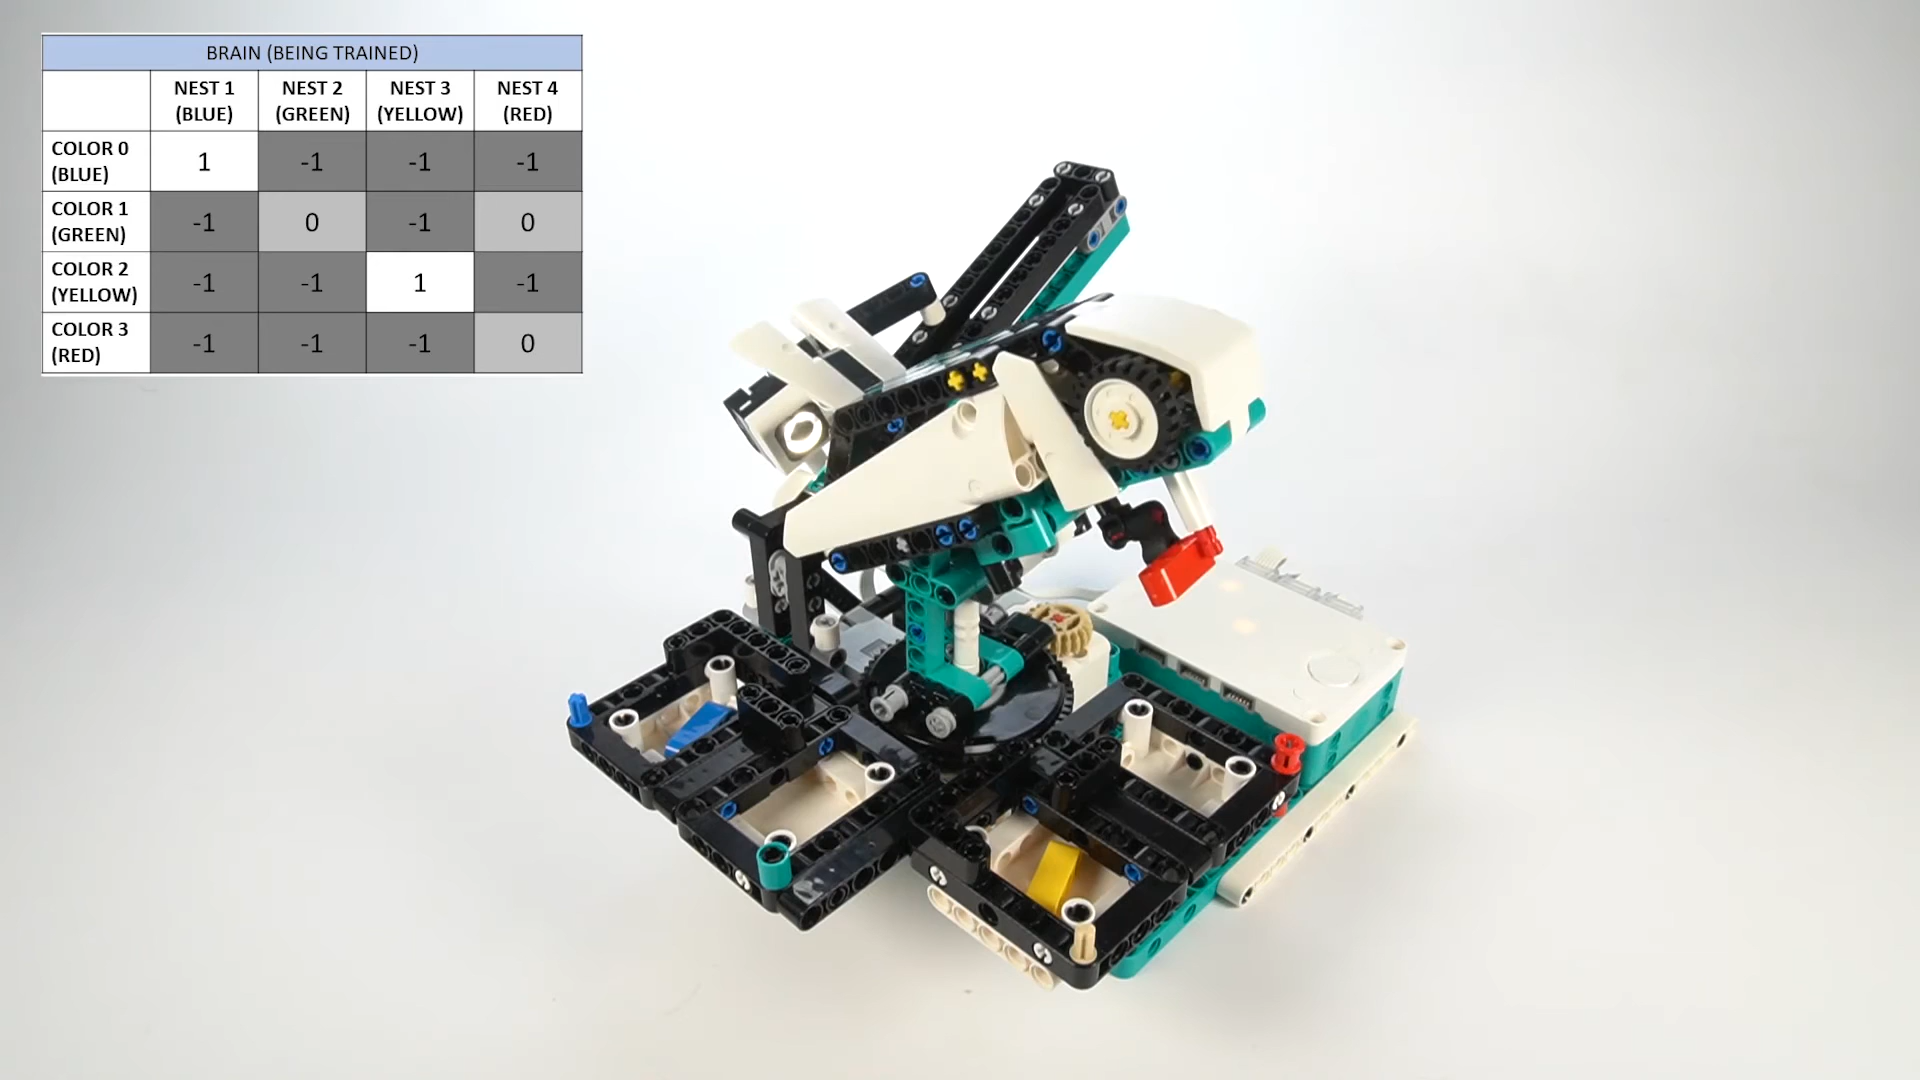 BRAIN (BEING TRAINED)
NEST 1 NEST 2 NEST 3 NEST 4
(BLUE) (GREEN) (YELLOW) (RED)
COLOR 0
(BLUE) 1 -1 -1 -1
COLOR 1
(GREEN) -1 0 -1 0
COLOR 2
(YELLOW) -1 -1 1 -1
COLOR 3
(RED) -1 -1 -1 0